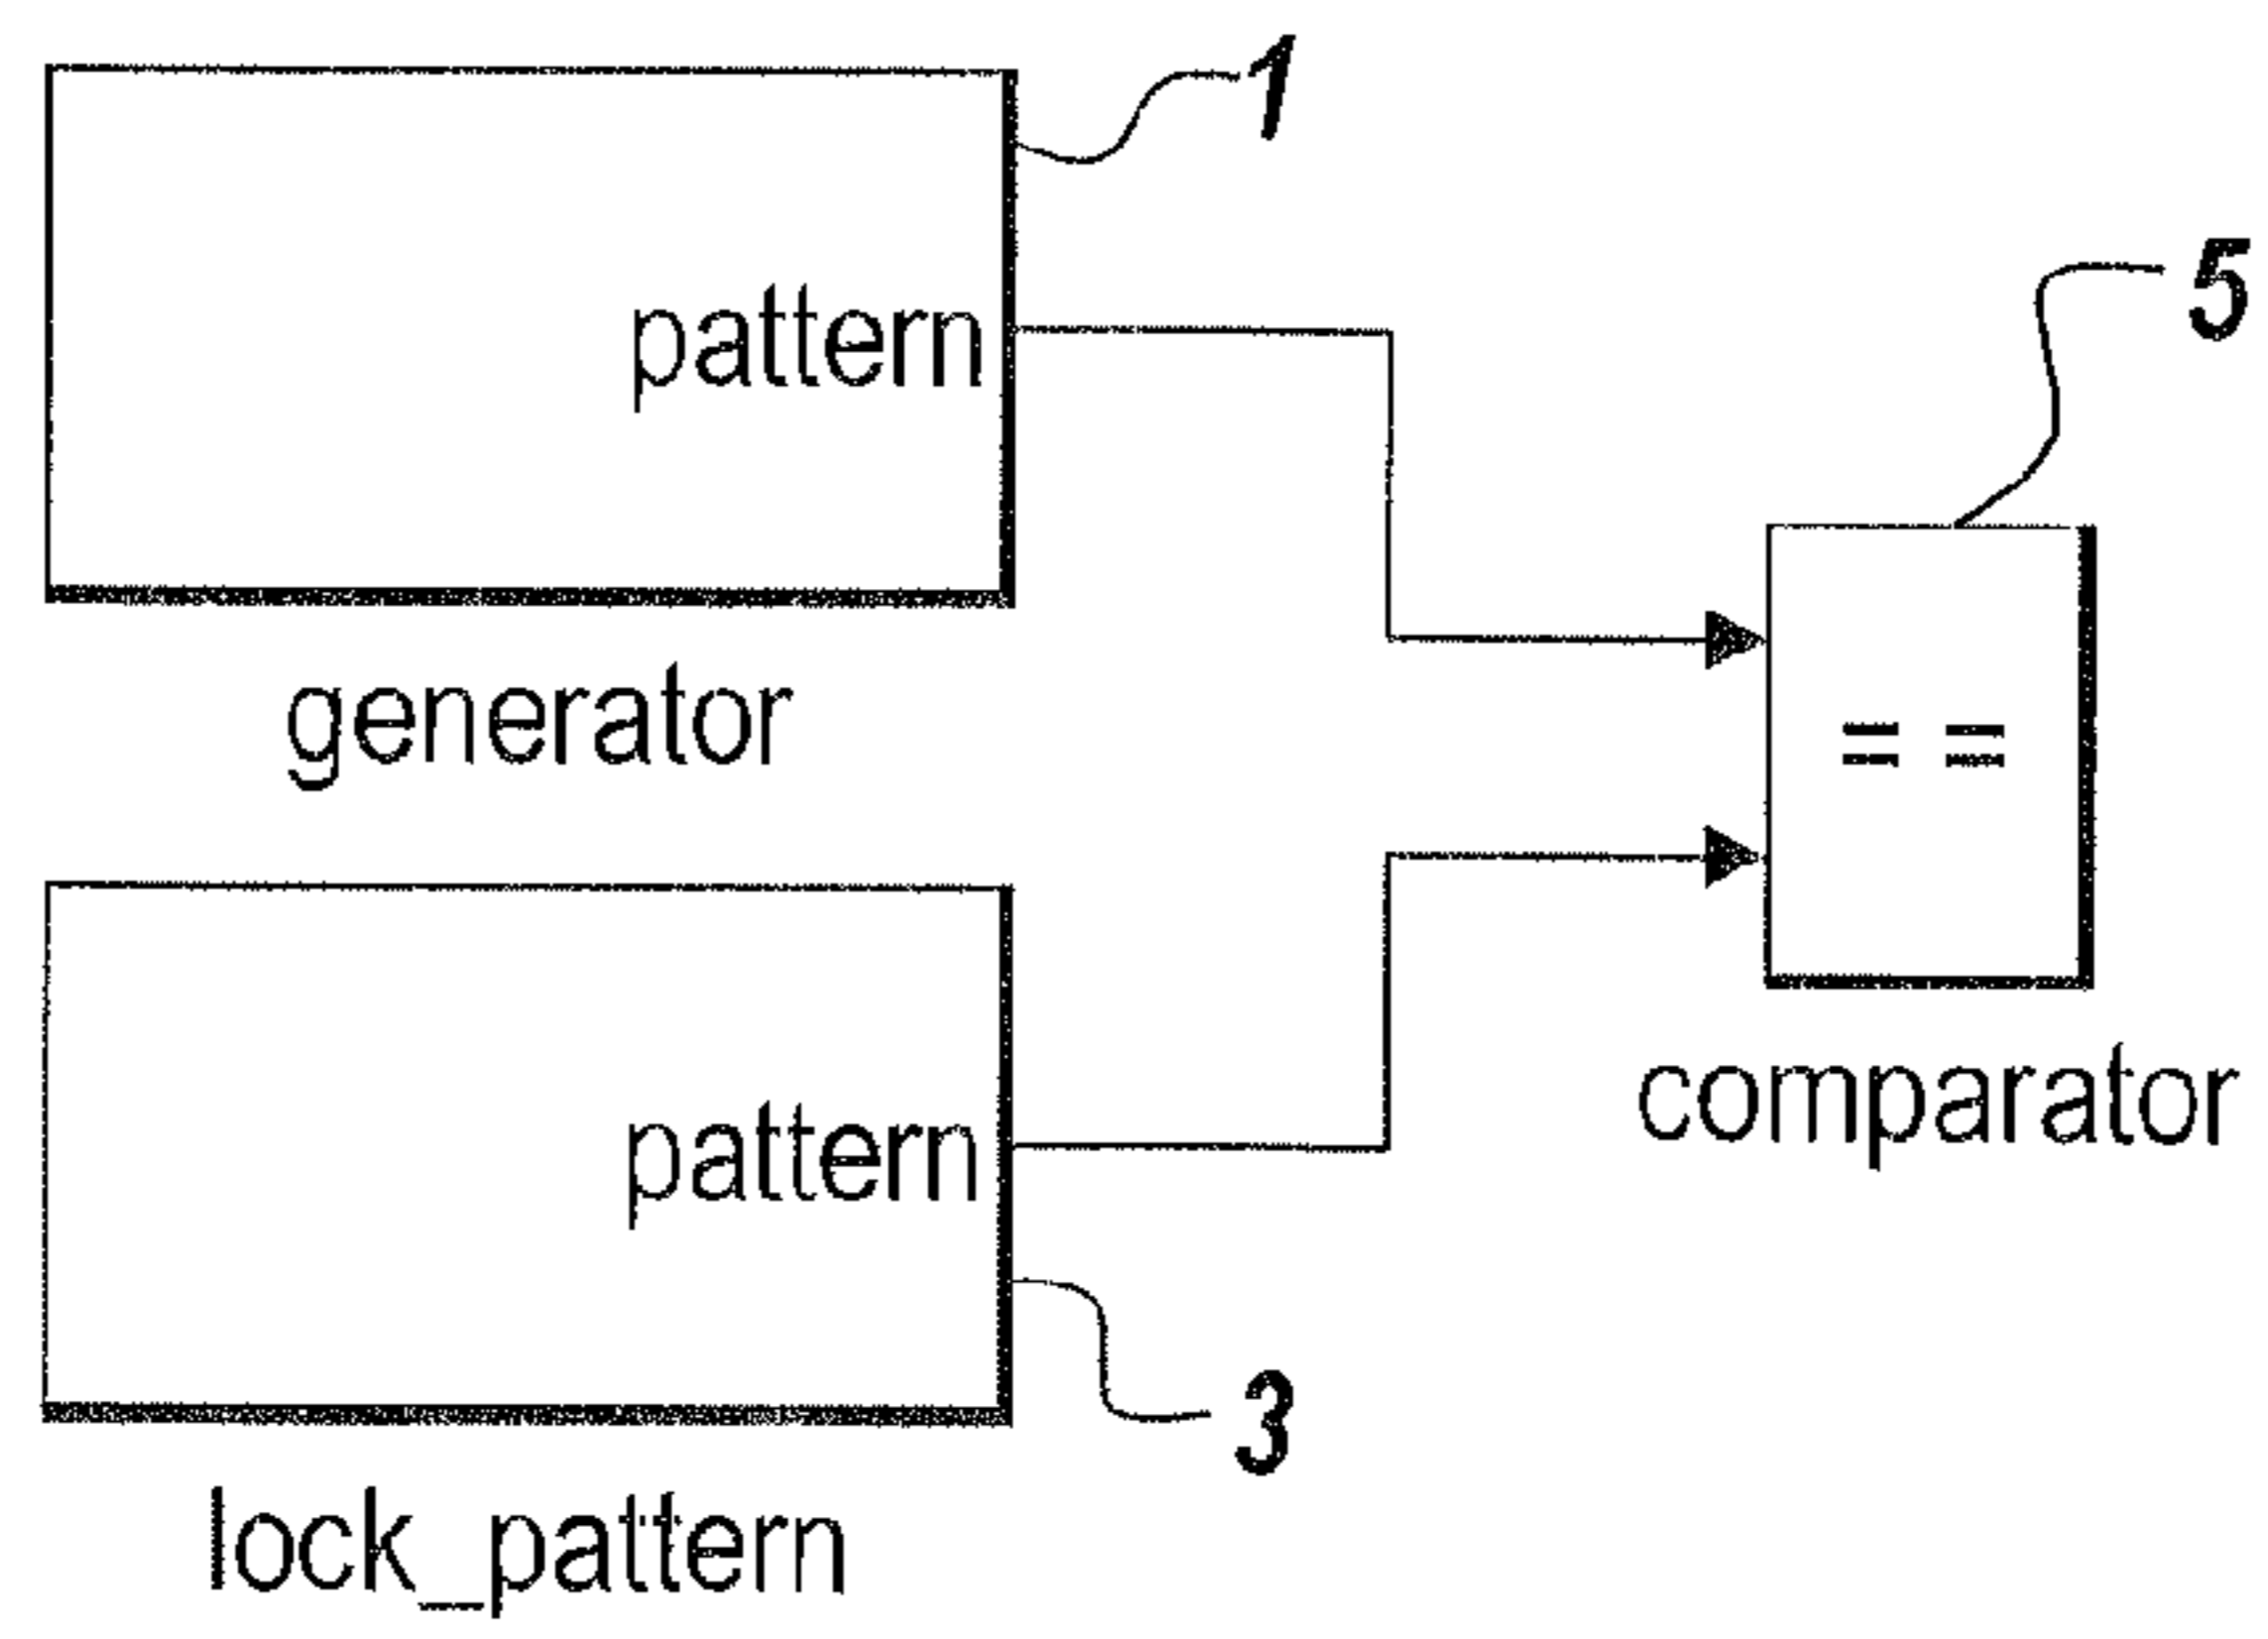 1
pattern
5
generator
= =
comparator
pattern
3
lock_pattern